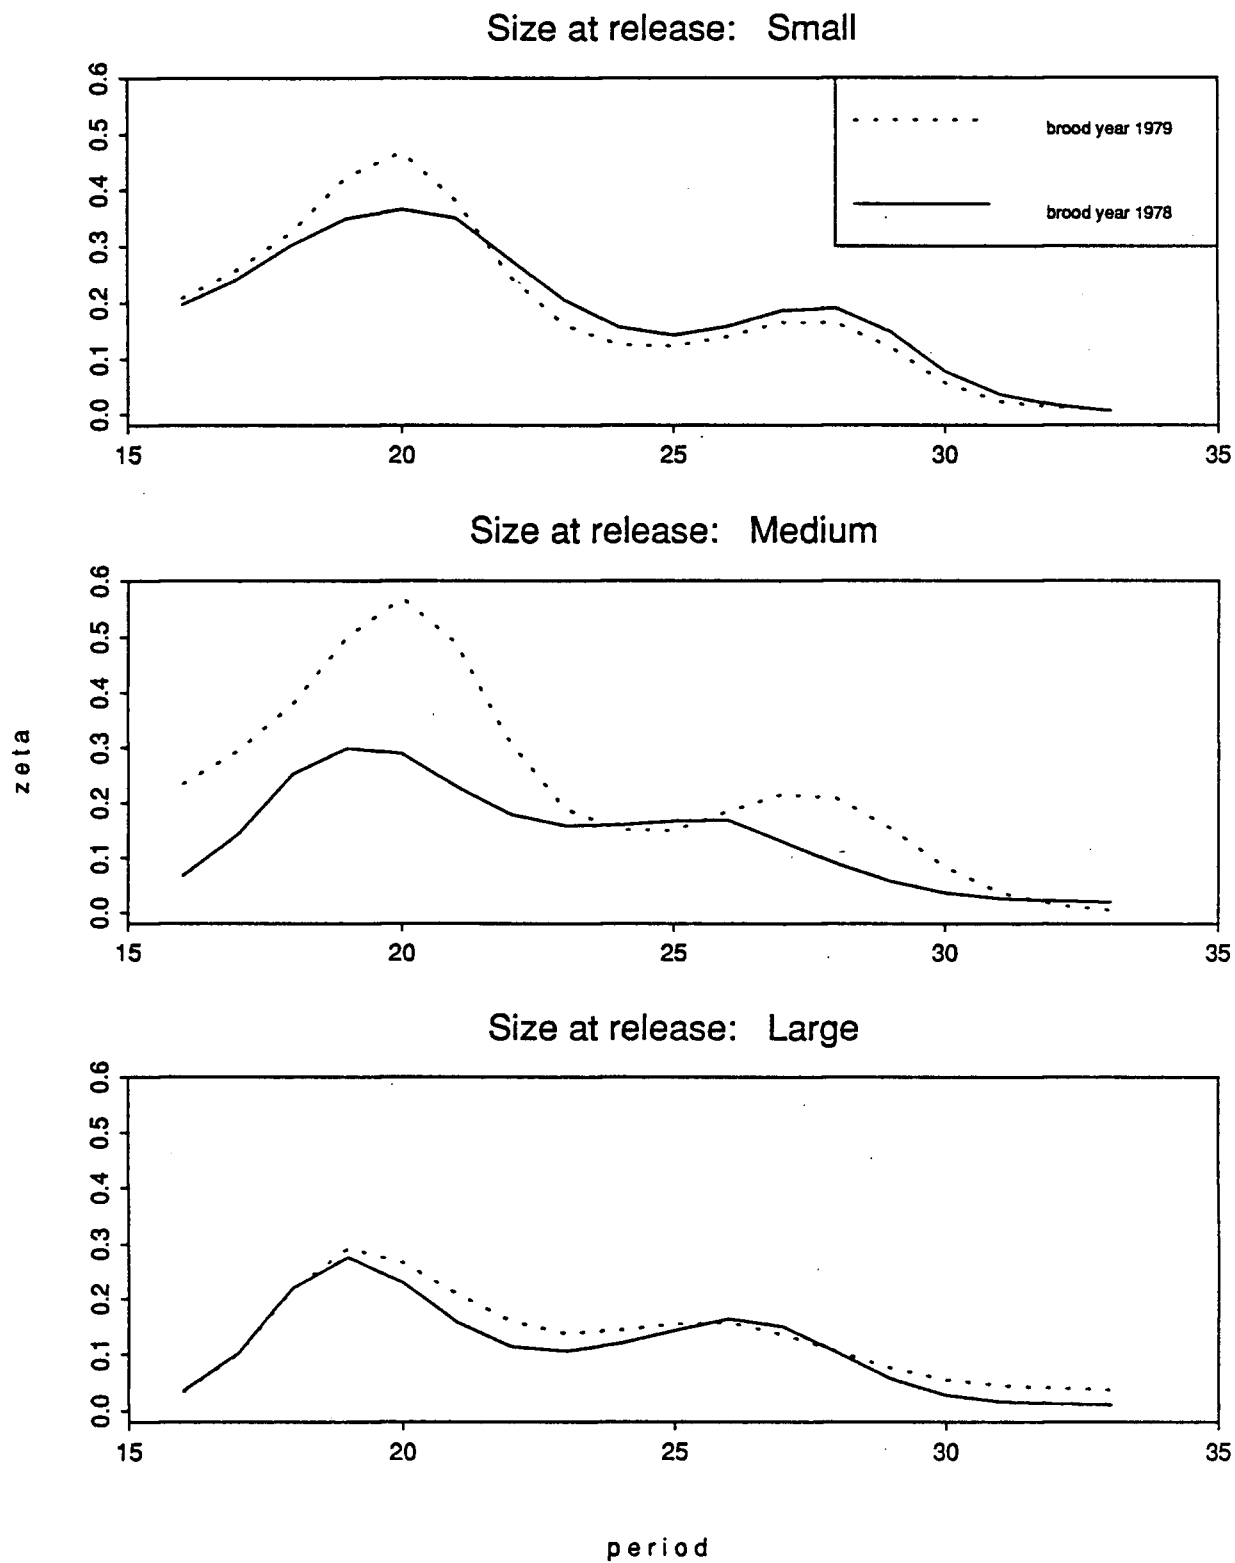 Size at release: Small
0.6
0.5
0.4
0.3
0.2
0.1
0.0
brood year 1979
brood year 1978
15 20 25 30 35
Size at release: Medium
0.6
0.5
0.4
0.3
0.2
0.1
0.0
15 20 25 30 35
zeta
Size at release: Large
0.6
0.5
0.4
0.3
0.2
0.1
0.0
15 20 25 30 35
period